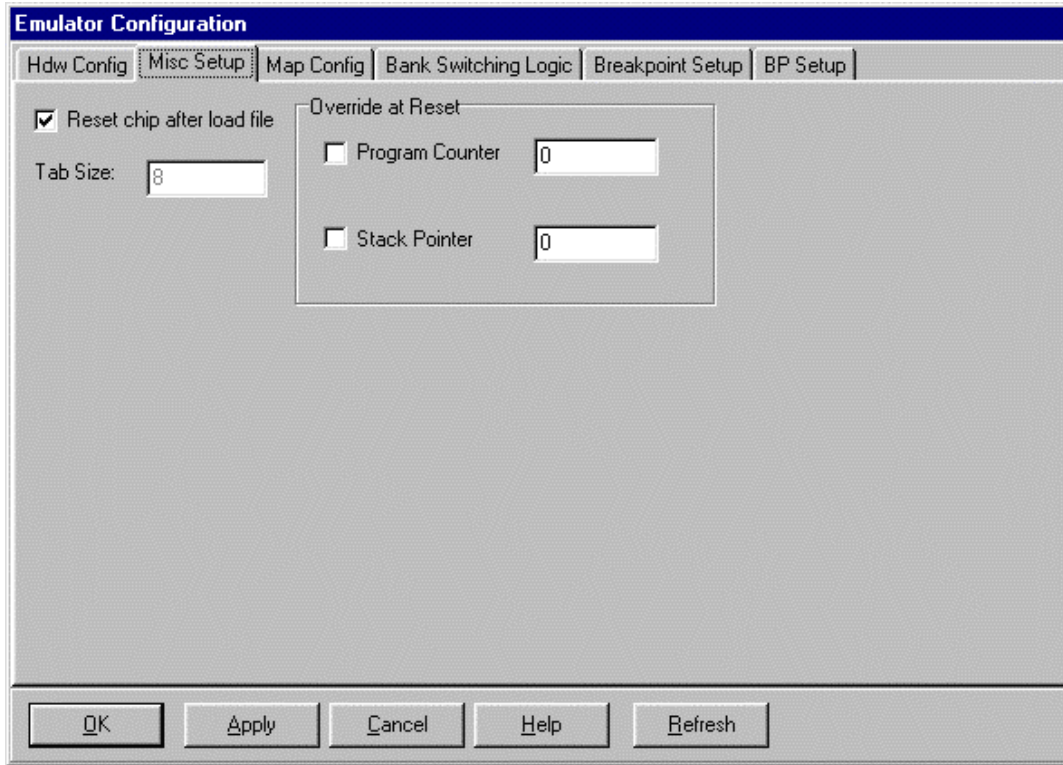 Emulator Configuration
Hdw Config Misc Setup Map Config Bank Switching Logic Breakpoint Setup BP Setup
Reset chip after load file
Tab Size: 8
Override at Reset
Program Counter 0
Stack Pointer 0
OK Apply Cancel Help Refresh